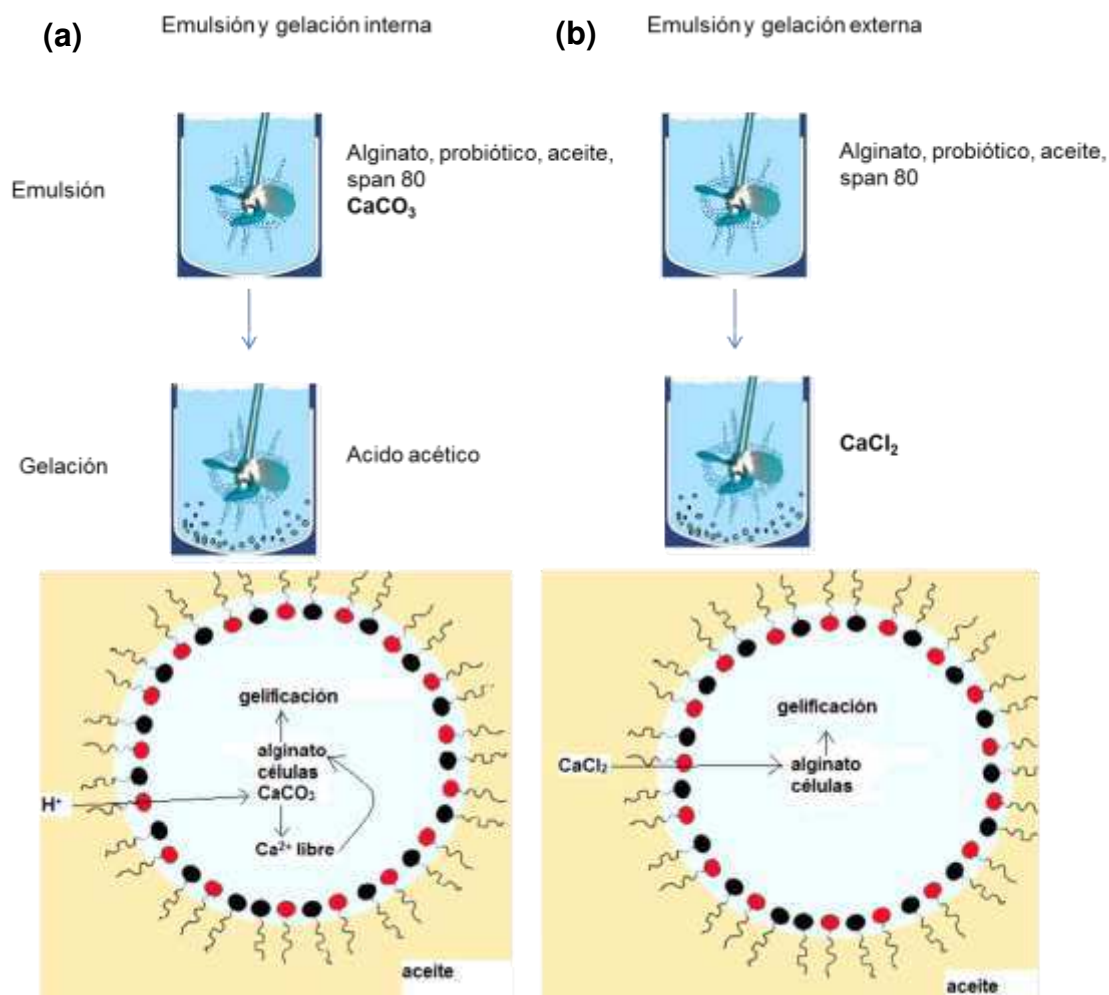 (a)
Emulsión y gelación interna
(b)
Emulsión y gelación externa
Emulsión
Alginato, probiótico, aceite,
span 80
CaCO₃
Alginato, probiótico, aceite,
span 80
Gelación
Acido acético
CaCl₂
gelificación
alginato
células
CaCO₃
H⁺
Ca²⁺ libre
aceite
gelificación
CaCl₂
alginato
células
aceite